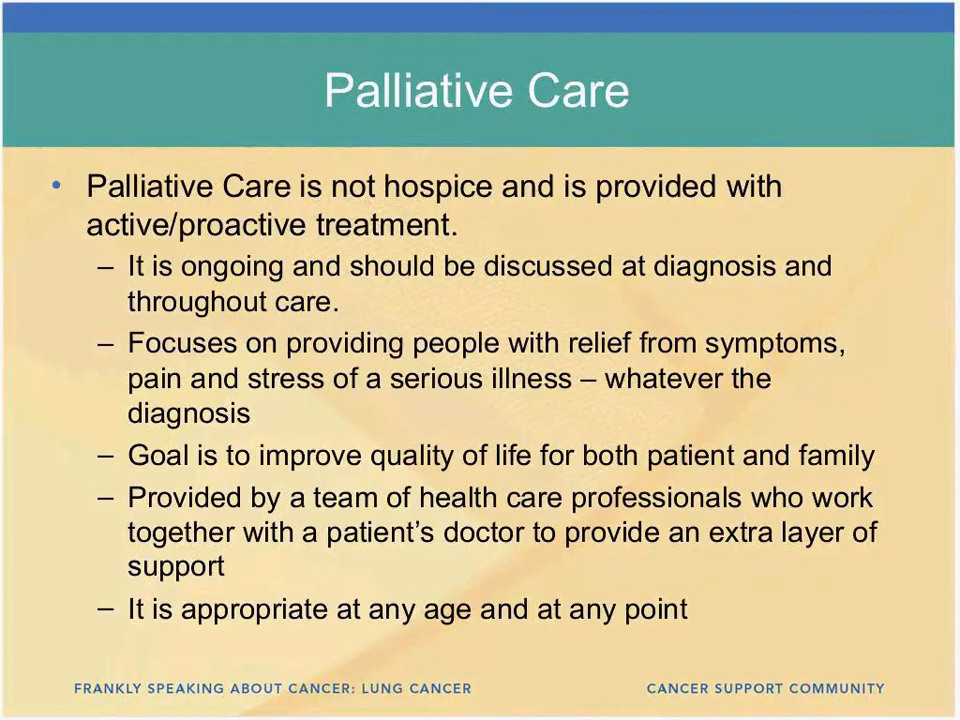 Palliative Care
• Palliative Care is not hospice and is provided with
active/proactive treatment.
– It is ongoing and should be discussed at diagnosis and
throughout care.
– Focuses on providing people with relief from symptoms,
pain and stress of a serious illness – whatever the
diagnosis
– Goal is to improve quality of life for both patient and family
– Provided by a team of health care professionals who work
together with a patient’s doctor to provide an extra layer of
support
– It is appropriate at any age and at any point
FRANKLY SPEAKING ABOUT CANCER: LUNG CANCER
CANCER SUPPORT COMMUNITY